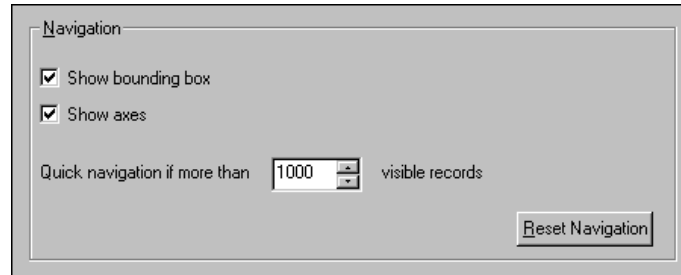 Navigation
Show bounding box
Show axes
Quick navigation if more than 1000 visible records
Reset Navigation